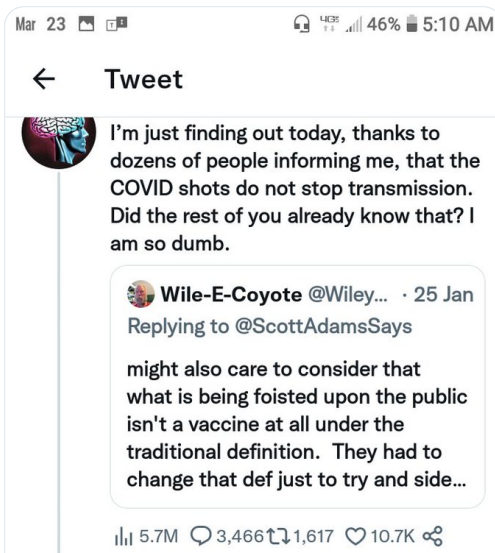 Mar 23 46% 5:10 AM
← Tweet
I'm just finding out today, thanks to
dozens of people informing me, that the
COVID shots do not stop transmission.
Did the rest of you already know that? I
am so dumb.
Wile-E-Coyote @Wiley... · 25 Jan
Replying to @ScottAdamsSays
might also care to consider that
what is being foisted upon the public
isn't a vaccine at all under the
traditional definition. They had to
change that def just to try and side...
5.7M 3,466 1,617 10.7K